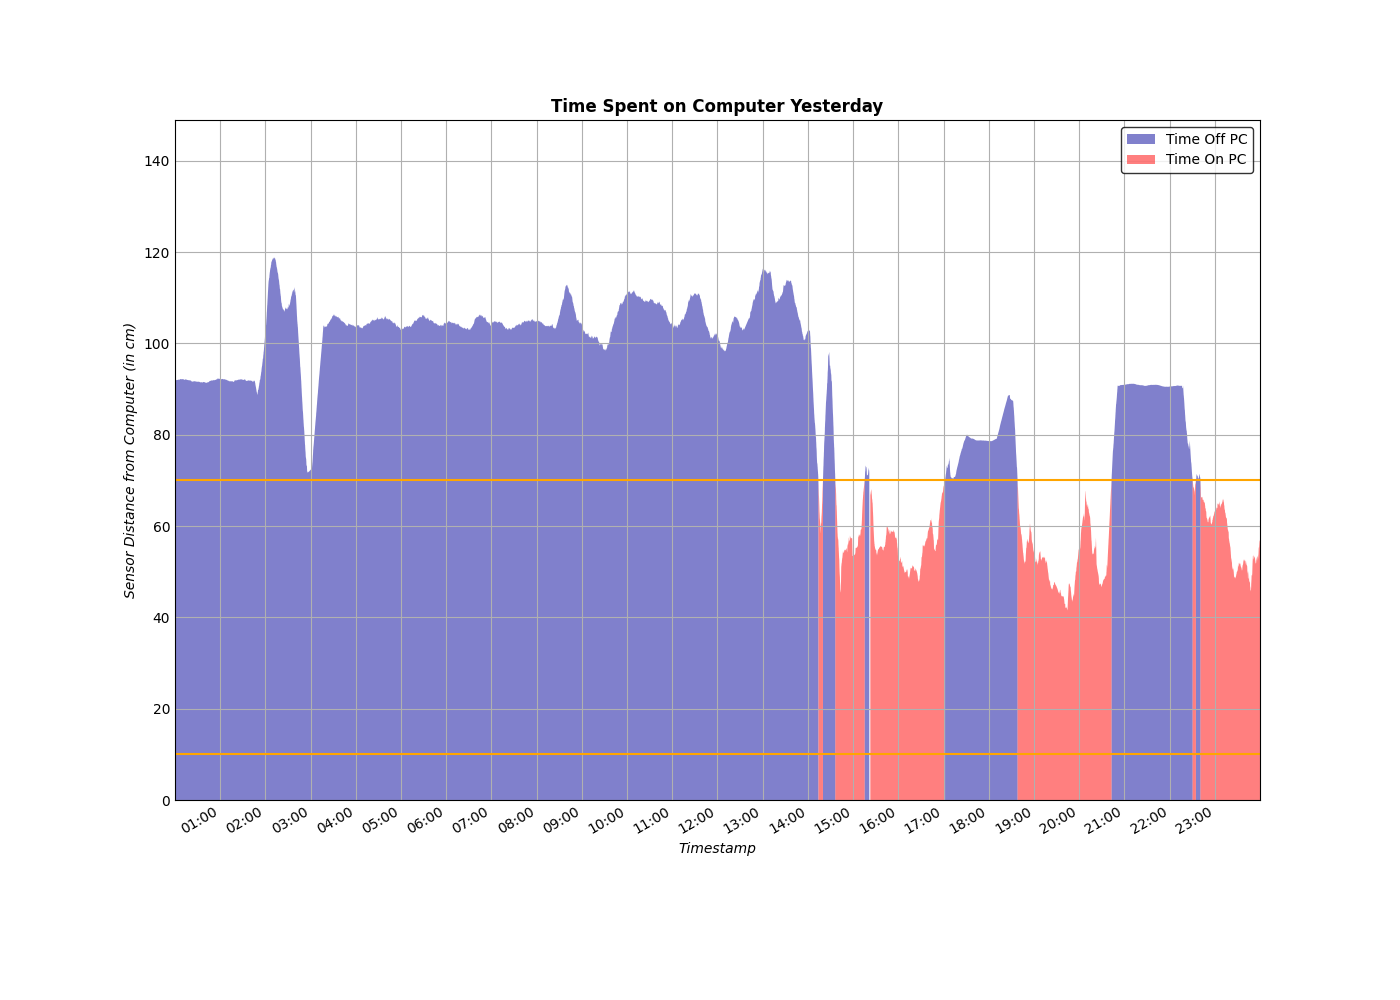 Time Spent on Computer Yesterday
Time Off PC
Time On PC
Sensor Distance from Computer (in cm)
140
120
100
80
60
40
20
0
01:00 02:00 03:00 04:00 05:00 06:00 07:00 08:00 09:00 10:00 11:00 12:00 13:00 14:00 15:00 16:00 17:00 18:00 19:00 20:00 21:00 22:00 23:00
Timestamp